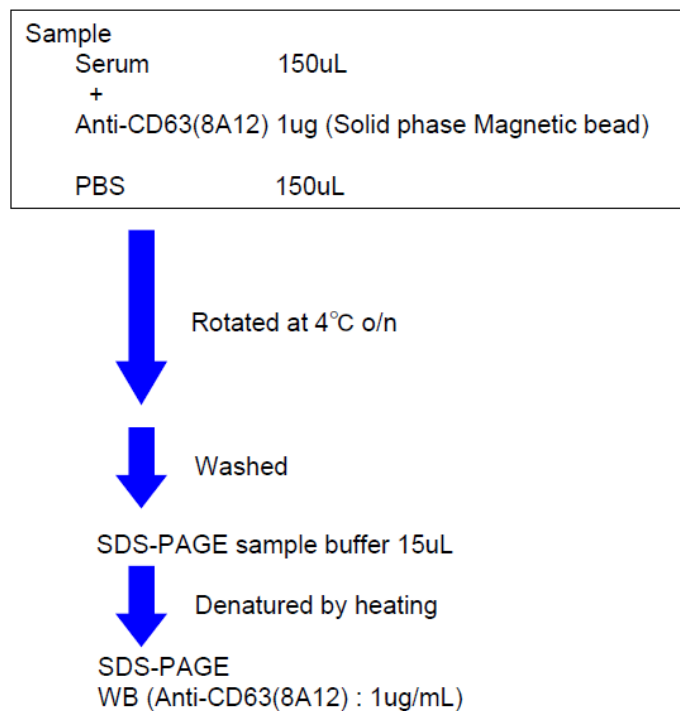 Sample
Serum 150uL
+
Anti-CD63(8A12) 1ug (Solid phase Magnetic bead)
PBS 150uL
Rotated at 4℃ o/n
Washed
SDS-PAGE sample buffer 15uL
Denatured by heating
SDS-PAGE
WB (Anti-CD63(8A12) : 1ug/mL)